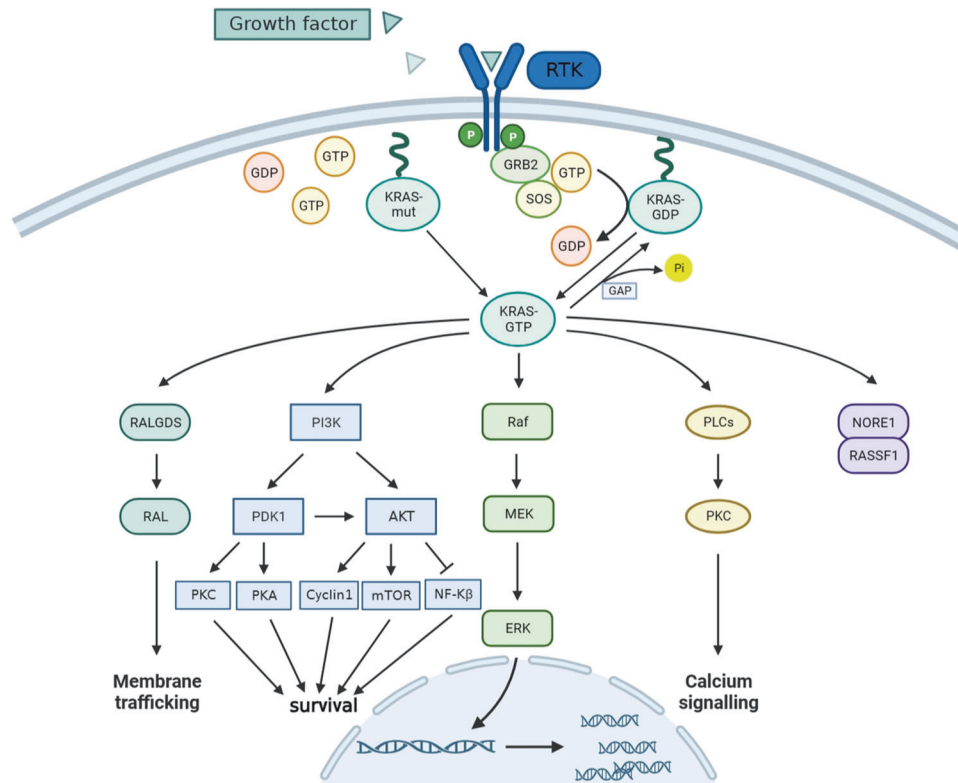 Growth factor
RTK
P
P
GTP
GDP
GTP
KRAS-
mut
GRB2
SOS
GTP
GDP
KRAS-
GDP
Pi
GAP
KRAS-
GTP
RALGDS
PI3K
Raf
PLCs
NORE1
RASSF1
RAL
PDK1
AKT
MEK
PKC
PKC
PKA
Cyclin1
mTOR
NF-Kβ
ERK
Membrane
trafficking
survival
Calcium
signalling